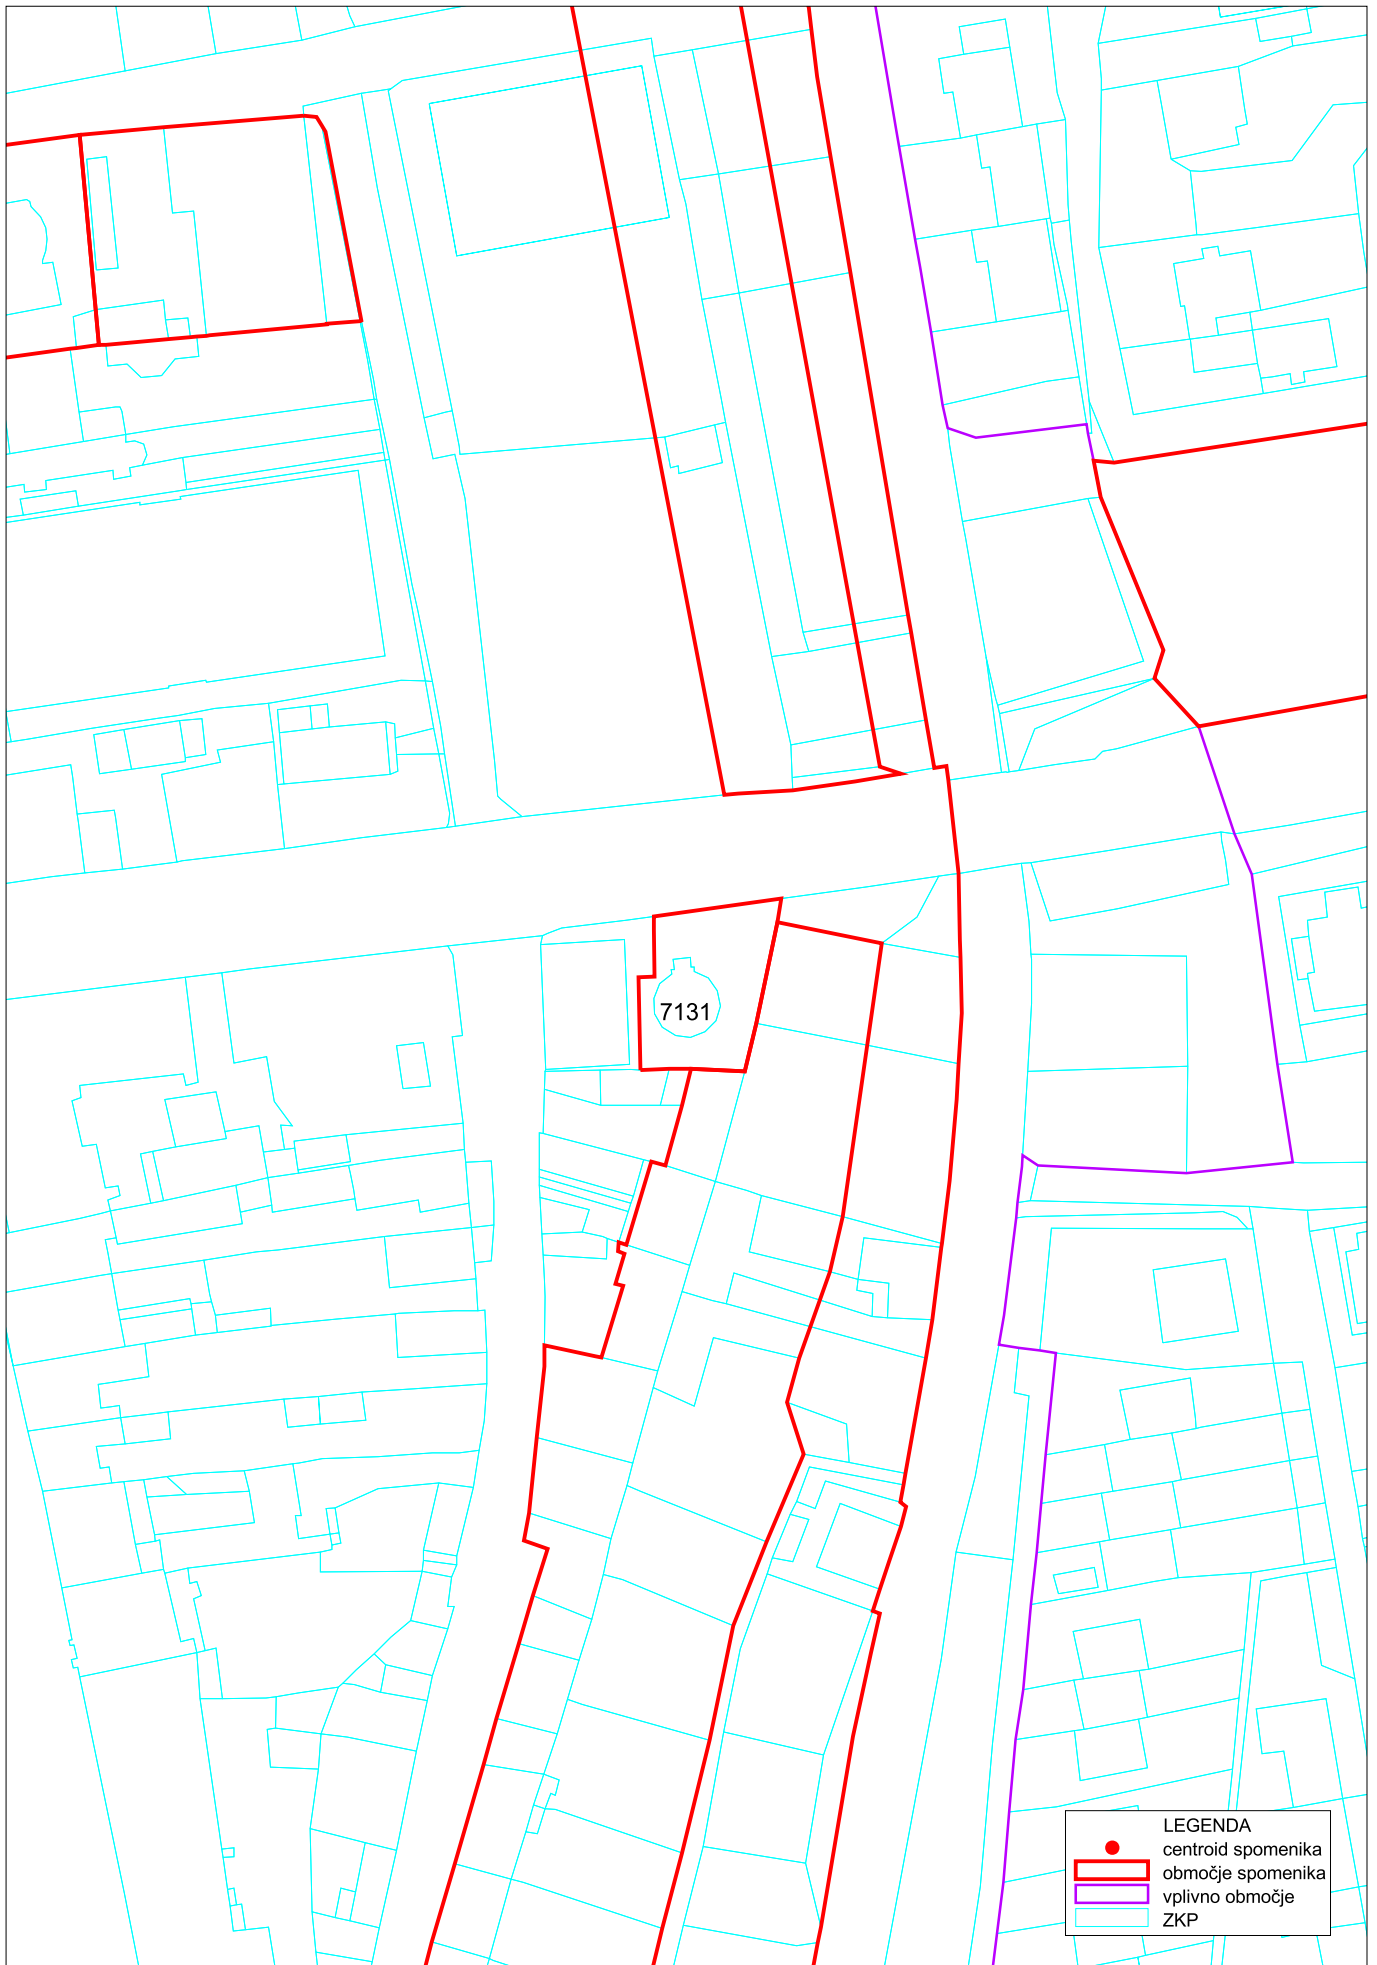 7131
LEGENDA
centroid spomenika
območje spomenika
vplivno območje
ZKP